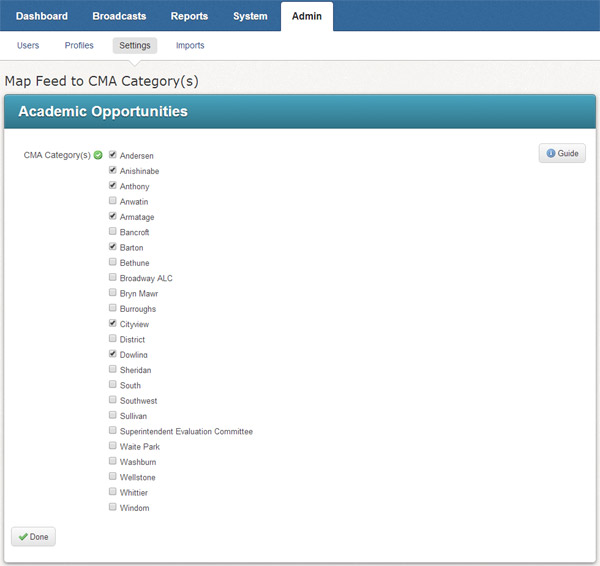 Dashboard Broadcasts Reports System Admin
Users Profiles Settings Imports
Map Feed to CMA Category(s)
Academic Opportunities
CMA Category(s) Andersen Guide
Anishinabe
Anthony
Anwatin
Armatage
Bancroft
Barton
Bethune
Broadway ALC
Bryn Mawr
Burroughs
Cityview
District
Dowling
Sheridan
South
Southwest
Sullivan
Superintendent Evaluation Committee
Waite Park
Washburn
Wellstone
Whittier
Windom
Done